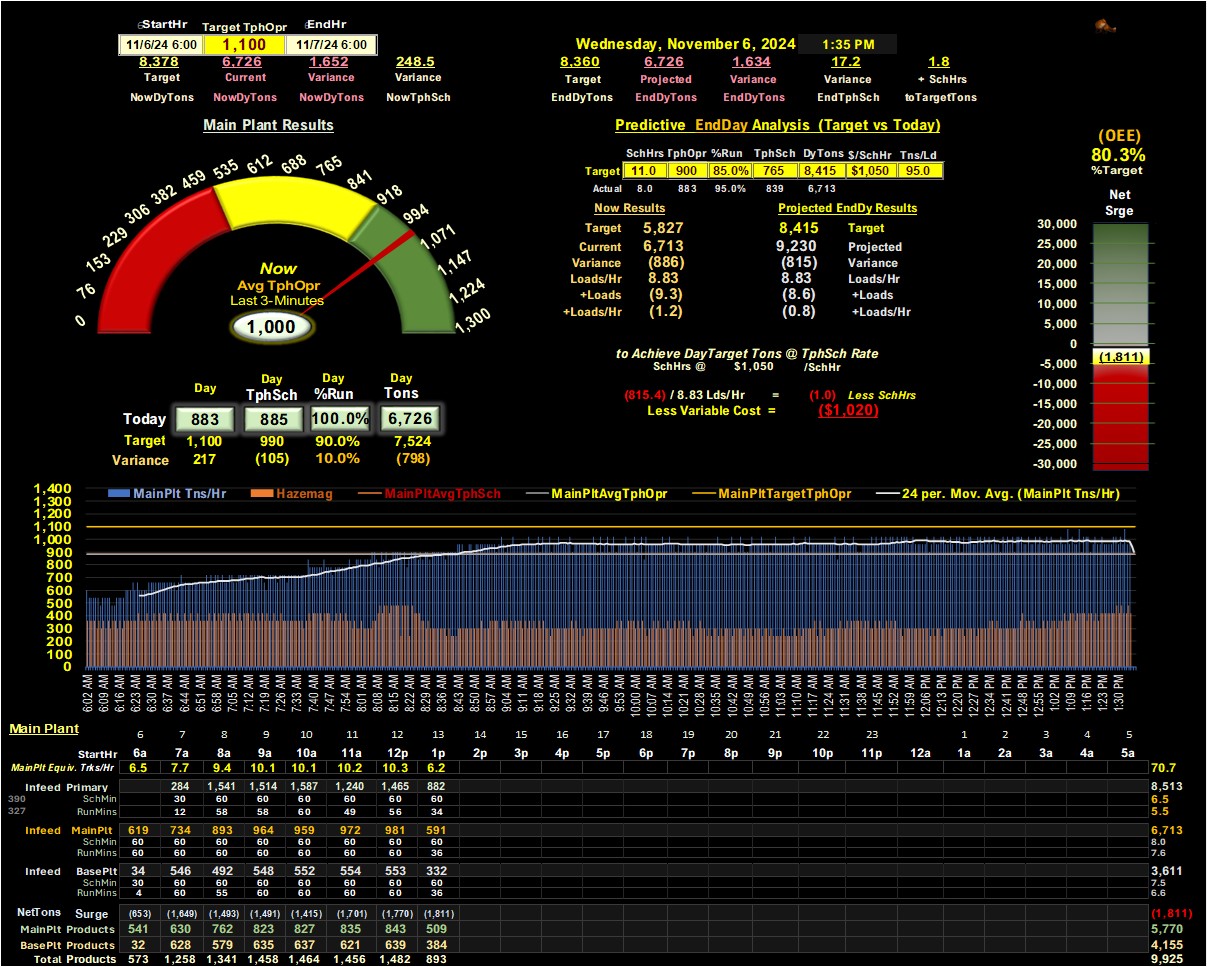 StartHr Target TphOpr EndHr
11/6/24 6:00 1,100 11/7/24 6:00
Wednesday, November 6, 2024 1:35 PM
8,378 6,726 1,652 248.5 8,360 6,726 1,634 17.2 1.8
Target Current Variance Variance Target Projected Variance Variance + SchHrs
NowDyTons NowDyTons NowDyTons NowTphSch EndDyTons EndDyTons EndDyTons EndTphSch toTargetTons
Main Plant Results
0 76 153 229 306 382 459 535 612 688 765 841 918 994 1,071 1,147 1,224 1,300
Now
Avg TphOpr
Last 3-Minutes
1,000
Day Day Day Day
TphSch %Run Tons
Today 883 885 100.0% 6,726
Target 1,100 990 90.0% 7,524
Variance 217 (105) 10.0% (798)
Predictive EndDay Analysis (Target vs Today)
SchHrs TphOpr %Run TphSch DyTons $/SchHr Tns/Ld
Target 11.0 900 85.0% 765 8,415 $1,050 95.0
Actual 8.0 883 95.0% 839 6,713
Now Results Projected EndDy Results
Target 5,827 8,415 Target
Current 6,713 9,230 Projected
Variance (886) (815) Variance
Loads/Hr 8.83 8.83 Loads/Hr
+Loads (9.3) (8.6) +Loads
+Loads/Hr (1.2) (0.8) +Loads/Hr
to Achieve DayTarget Tons @ TphSch Rate
SchHrs @ $1,050 /SchHr
(815.4) / 8.83 Lds/Hr = (1.0) Less SchHrs
Less Variable Cost = ($1,020)
(OEE)
80.3%
%Target
Net
Srge
30,000
25,000
20,000
15,000
10,000
5,000
0
(1,811)
-5,000
-10,000
-15,000
-20,000
-25,000
-30,000
MainPlt Tns/Hr Hazemag MainPltAvgTphSch MainPltAvgTphOpr MainPltTargetTphOpr 24 per. Mov. Avg. (MainPlt Tns/Hr)
1,400
1,300
1,200
1,100
1,000
900
800
700
600
500
400
300
200
100
0
6:02 AM 6:09 AM 6:16 AM 6:23 AM 6:30 AM 6:37 AM 6:44 AM 6:51 AM 6:58 AM 7:05 AM 7:12 AM 7:19 AM 7:26 AM 7:33 AM 7:40 AM 7:47 AM 7:54 AM 8:01 AM 8:08 AM 8:15 AM 8:22 AM 8:29 AM 8:36 AM 8:43 AM 8:50 AM 8:57 AM 9:04 AM 9:11 AM 9:18 AM 9:25 AM 9:32 AM 9:39 AM 9:46 AM 9:53 AM 10:00 AM 10:07 AM 10:14 AM 10:21 AM 10:28 AM 10:35 AM 10:42 AM 10:49 AM 10:56 AM 11:03 AM 11:10 AM 11:17 AM 11:24 AM 11:31 AM 11:38 AM 11:45 AM 11:52 AM 11:59 AM 12:06 PM 12:13 PM 12:20 PM 12:27 PM 12:34 PM 12:41 PM 12:48 PM 12:55 PM 1:02 PM 1:09 PM 1:16 PM 1:23 PM 1:30 PM
Main Plant 6 7 8 9 10 11 12 13 14 15 16 17 18 19 20 21 22 23 1 2 3 4 5
StartHr 6a 7a 8a 9a 10a 11a 12p 1p 2p 3p 4p 5p 6p 7p 8p 9p 10p 11p 12a 1a 2a 3a 4a 5a
MainPlt Equiv. Trks/Hr 6.5 7.7 9.4 10.1 10.1 10.2 10.3 6.2 70.7
Infeed Primary 284 1,541 1,514 1,587 1,240 1,465 882 8,513
390 SchMin 30 60 60 60 60 60 60 6.5
327 RunMins 12 58 58 60 49 56 34 5.5
Infeed MainPlt 619 734 893 964 959 972 981 591 6,713
SchMin 60 60 60 60 60 60 60 60 8.0
RunMins 60 60 60 60 60 60 60 36 7.6
Infeed BasePlt 34 546 492 548 552 554 553 332 3,611
SchMin 30 60 60 60 60 60 60 60 7.5
RunMins 4 60 55 60 60 60 60 36 6.6
NetTons Surge (653) (1,649) (1,493) (1,491) (1,415) (1,701) (1,770) (1,811) (1,811)
MainPlt Products 541 630 762 823 827 835 843 509 5,770
BasePlt Products 32 628 579 635 637 621 639 384 4,155
Total Products 573 1,258 1,341 1,458 1,464 1,456 1,482 893 9,925